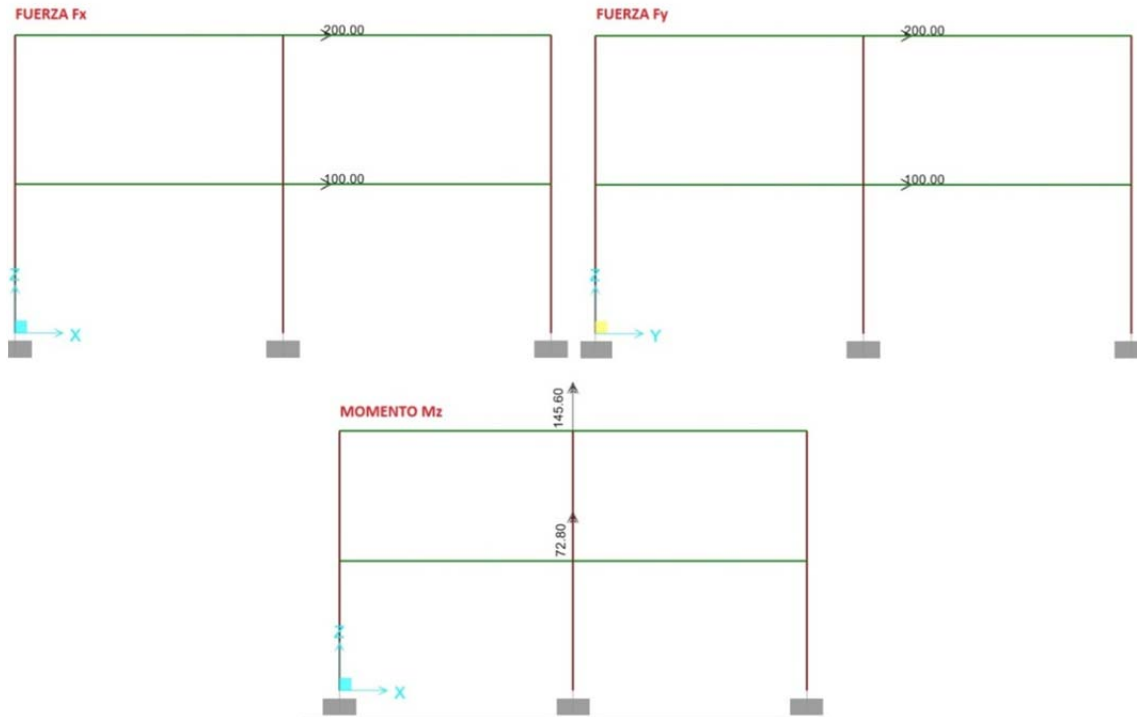 FUERZA Fx
200.00
100.00
Z
X
FUERZA Fy
200.00
100.00
Z
Y
MOMENTO Mz
145.60
72.80
Z
X